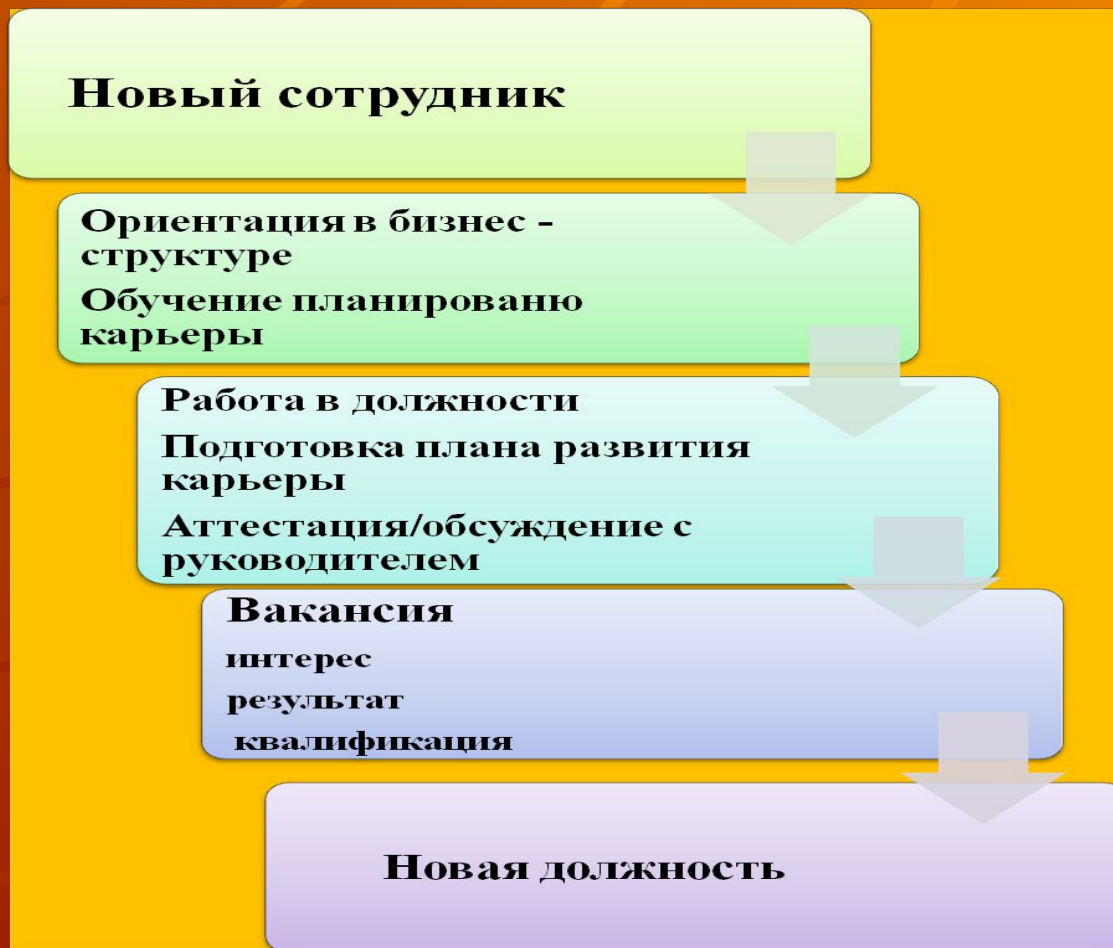 Новый сотрудник
Ориентация в бизнес -
структуре
Обучение планированю
карьеры
Работа в должности
Подготовка плана развития
карьеры
Аттестация/обсуждение с
руководителем
Вакансия
интерес
результат
квалификация
Новая должность